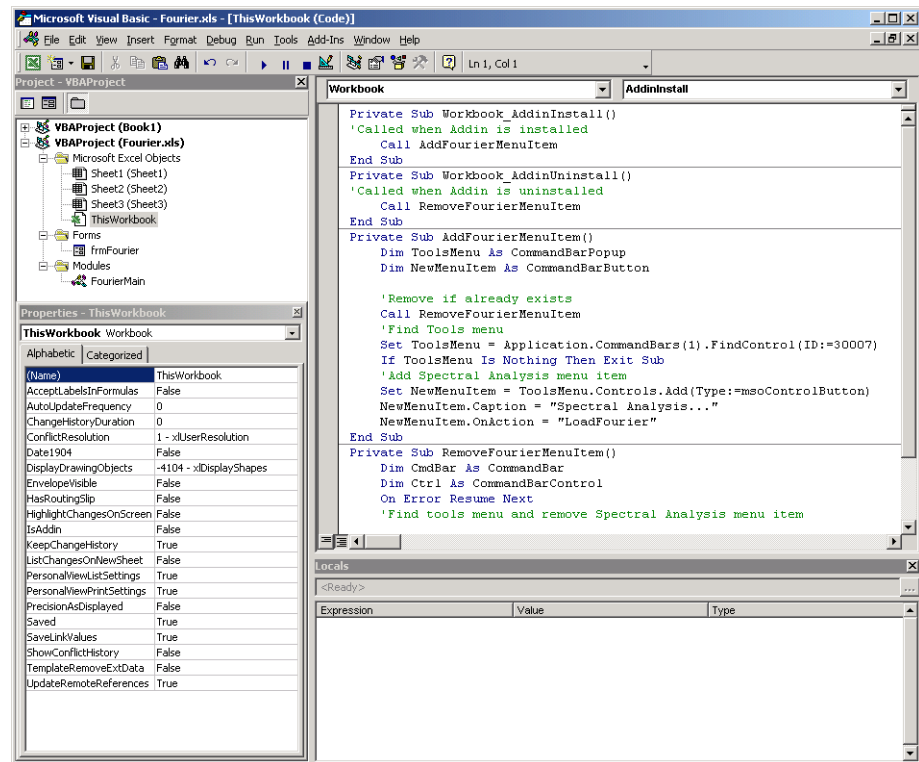 Microsoft Visual Basic - Fourier.xls - [ThisWorkbook (Code)]
File Edit View Insert Format Debug Run Tools Add-Ins Window Help
Ln 1, Col 1
Project - VBAProject
VBAProject (Book1)
VBAProject (Fourier.xls)
Microsoft Excel Objects
Sheet1 (Sheet1)
Sheet2 (Sheet2)
Sheet3 (Sheet3)
ThisWorkbook
Forms
frmFourier
Modules
FourierMain
Properties - ThisWorkbook
ThisWorkbook Workbook
Alphabetic Categorized
(Name) ThisWorkbook
AcceptLabelsInFormulas False
AutoUpdateFrequency 0
ChangeHistoryDuration 0
ConflictResolution 1 - xlUserResolution
Date1904 False
DisplayDrawingObjects -4104 - xlDisplayShapes
EnvelopeVisible False
HasRoutingSlip False
HighlightChangesOnScreen False
IsAddin False
KeepChangeHistory True
ListChangesOnNewSheet False
PersonalViewListSettings True
PersonalViewPrintSettings True
PrecisionAsDisplayed False
Saved True
SaveLinkValues True
ShowConflictHistory False
TemplateRemoveExtData False
UpdateRemoteReferences True
Workbook AddinInstall
Private Sub Workbook_AddinInstall()
'Called when Addin is installed
Call AddFourierMenuItem
End Sub
Private Sub Workbook_AddinUninstall()
'Called when Addin is uninstalled
Call RemoveFourierMenuItem
End Sub
Private Sub AddFourierMenuItem()
Dim ToolsMenu As CommandBarPopup
Dim NewMenuItem As CommandBarButton
'Remove if already exists
Call RemoveFourierMenuItem
'Find Tools menu
Set ToolsMenu = Application.CommandBars(1).FindControl(ID:=30007)
If ToolsMenu Is Nothing Then Exit Sub
'Add Spectral Analysis menu item
Set NewMenuItem = ToolsMenu.Controls.Add(Type:=msoControlButton)
NewMenuItem.Caption = "Spectral Analysis..."
NewMenuItem.OnAction = "LoadFourier"
End Sub
Private Sub RemoveFourierMenuItem()
Dim CmdBar As CommandBar
Dim Ctrl As CommandBarControl
On Error Resume Next
'Find tools menu and remove Spectral Analysis menu item
Locals
<Ready>
...
Expression Value Type